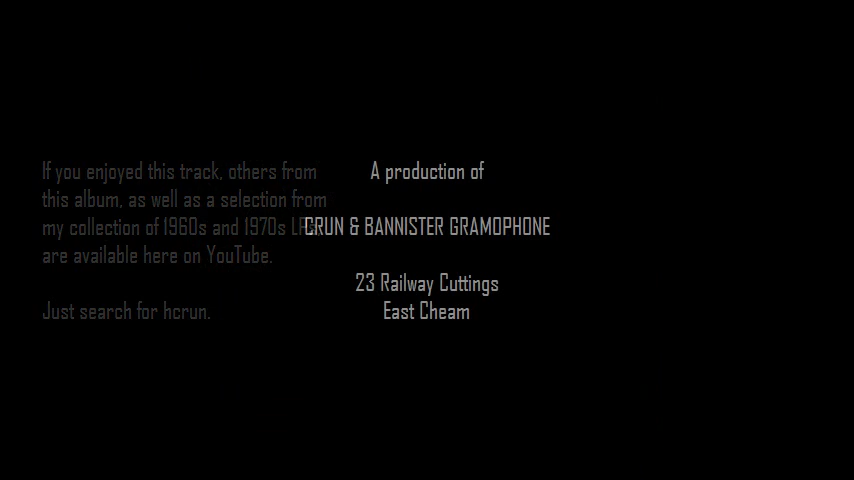 If you enjoyed this track, others from
this album, as well as a selection from
my collection of 1960s and 1970s
are available here on YouTube.
Just search for hcrun.
A production of
CRUN & BANNISTER GRAMOPHONE
23 Railway Cuttings
East Cheam